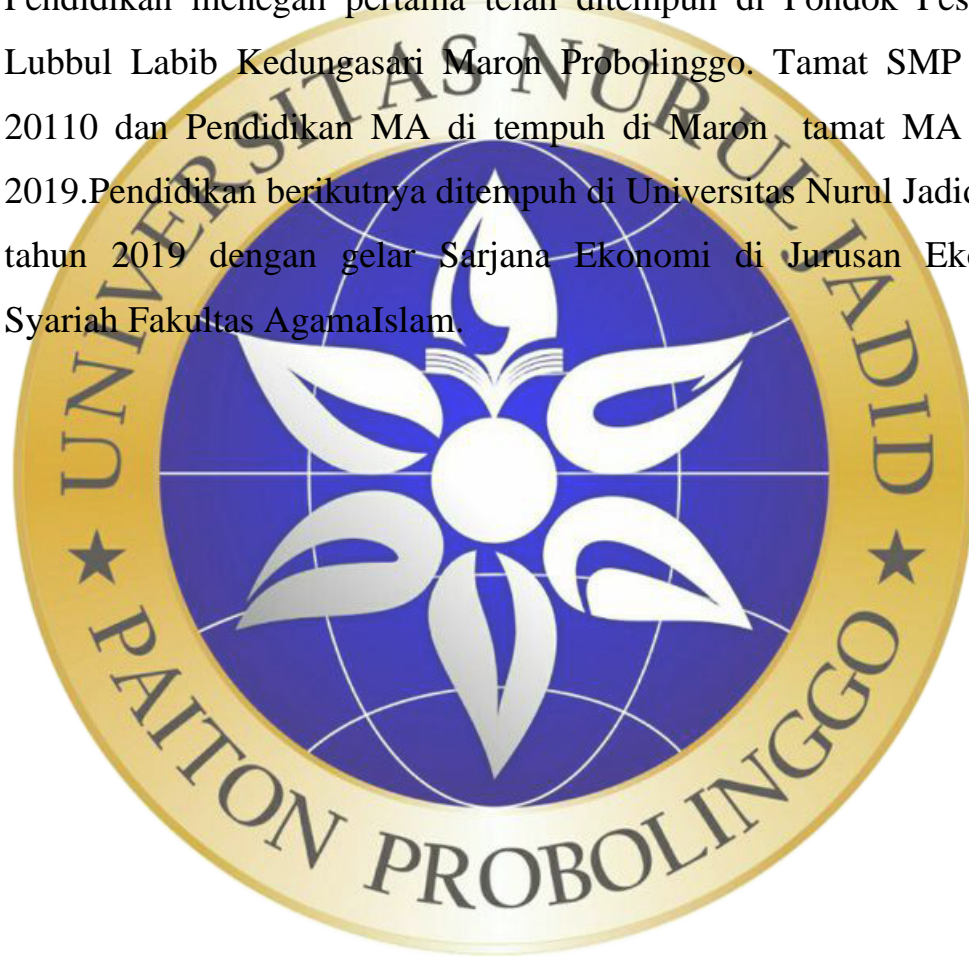 Pendidikan menegah pertama telah ditempuh di Pondok Pes
Lubbul Labib Kedungasari Maron Probolinggo. Tamat SMP
20110 dan Pendidikan MA di tempuh di Maron tamat MA
2019.Pendidikan berikutnya ditempuh di Universitas Nurul Jadid
tahun 2019 dengan gelar Sarjana Ekonomi di Jurusan Eko
Syariah Fakultas AgamaIslam.
UNIVERSITAS NURUL JADID
★ PAITON PROBOLINGGO ★